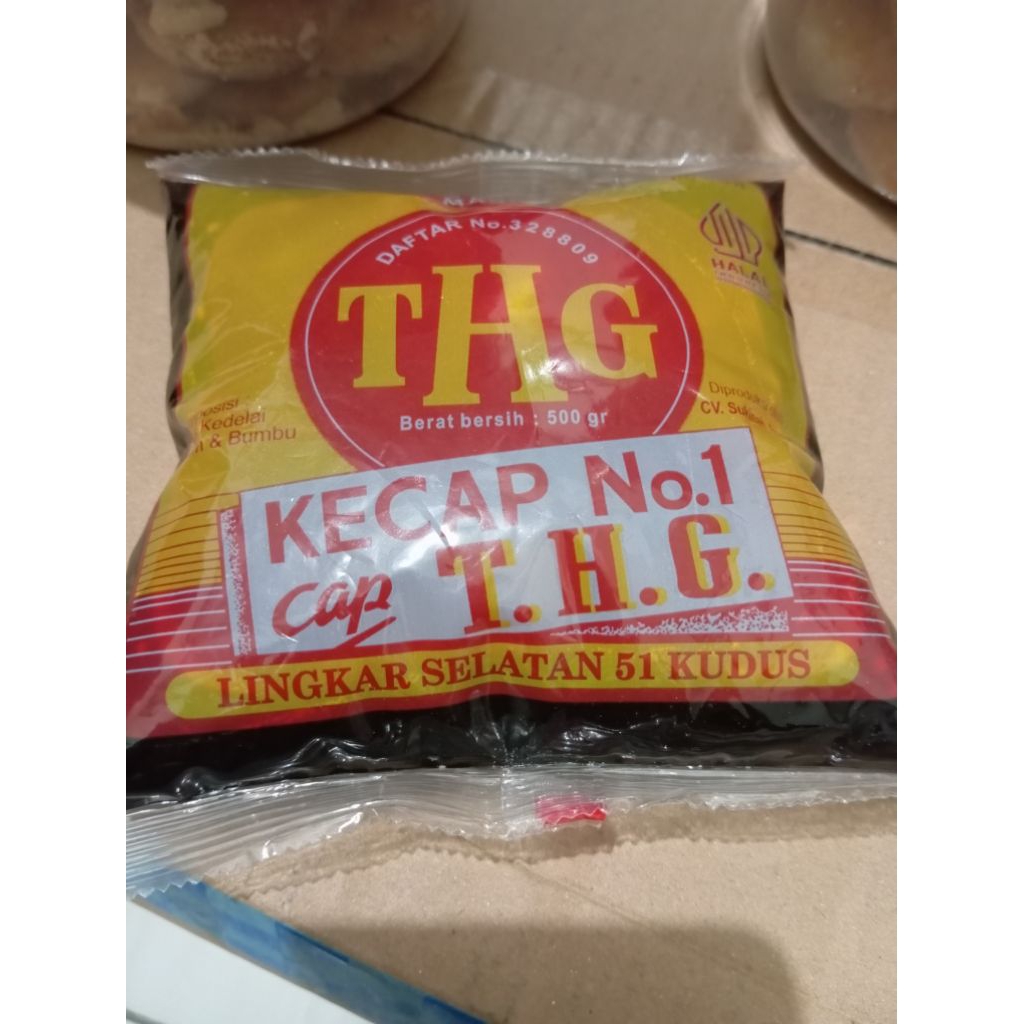 DAFTAR No.328809
THG
Berat bersih : 500 gr
HALAL
Kedelai
& Bumbu
CV.
KECAP No.1
cap T.H.G.
LINGKAR SELATAN 51 KUDUS